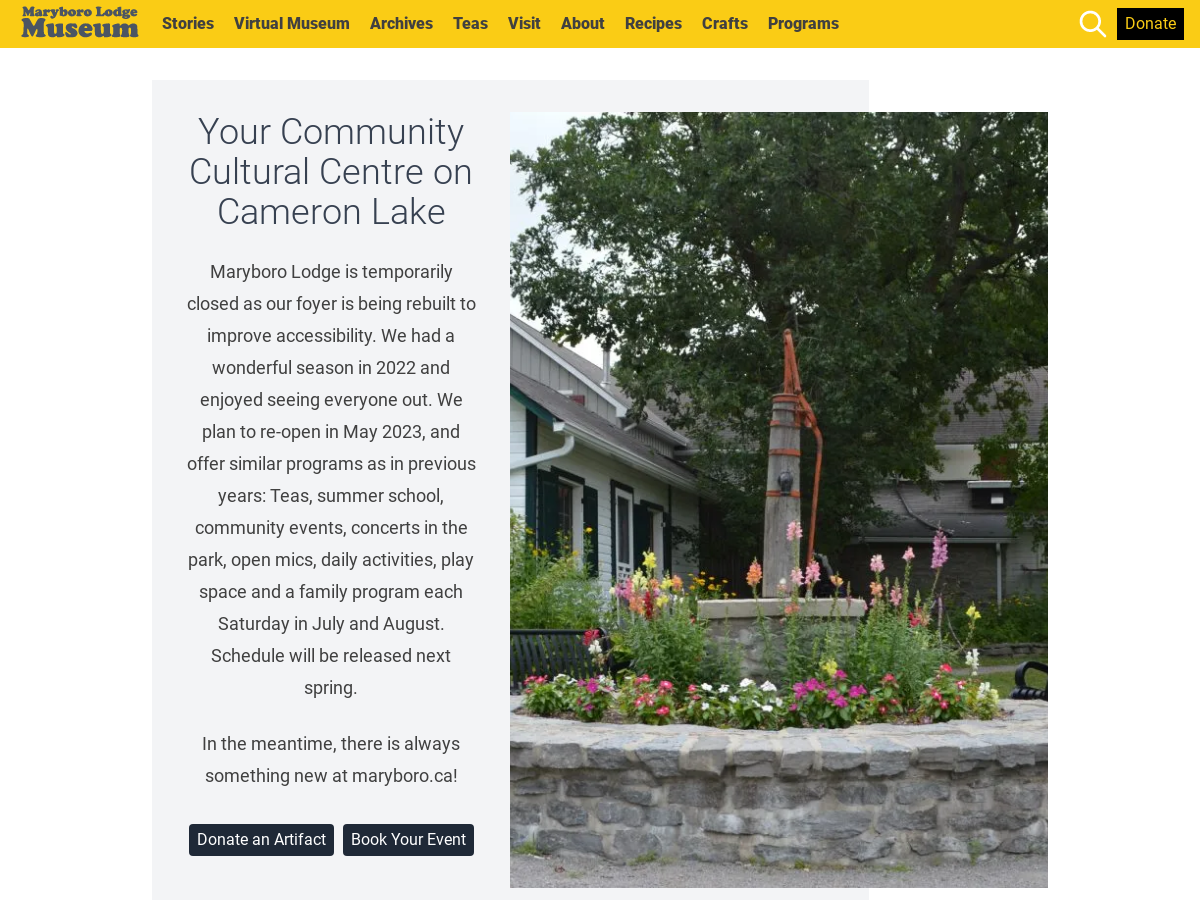 Maryboro Lodge
Museum
Stories Virtual Museum Archives Teas Visit About Recipes Crafts Programs
Donate
Your Community
Cultural Centre on
Cameron Lake
Maryboro Lodge is temporarily
closed as our foyer is being rebuilt to
improve accessibility. We had a
wonderful season in 2022 and
enjoyed seeing everyone out. We
plan to re-open in May 2023, and
offer similar programs as in previous
years: Teas, summer school,
community events, concerts in the
park, open mics, daily activities, play
space and a family program each
Saturday in July and August.
Schedule will be released next
spring.
In the meantime, there is always
something new at maryboro.ca!
Donate an Artifact Book Your Event